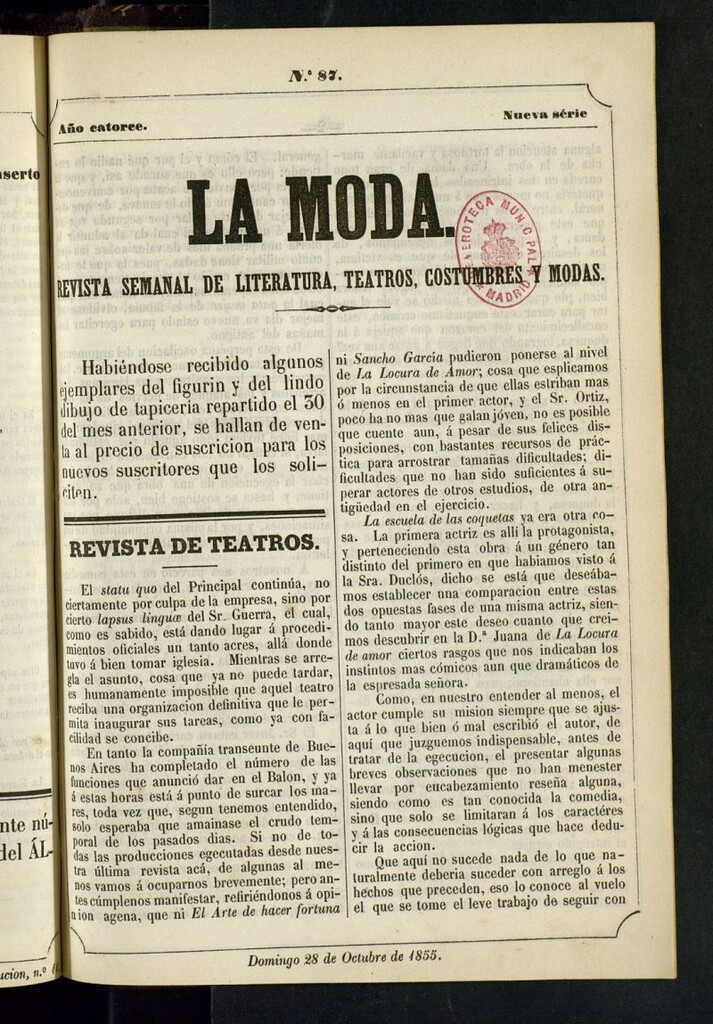 N.º 87.
Año catorce.
Nueva série
LA MODA.
HEROTECA MUNICIPAL
MADRID
REVISTA SEMANAL DE LITERATURA, TEATROS, COSTUMBRES Y MODAS.
Habiéndose recibido algunos
ejemplares del figurin y del lindo
dibujo de tapicería repartido el 30
del mes anterior, se hallan de ven-
ta al precio de suscricion para los
nuevos suscritores que los soli-
citen.
REVISTA DE TEATROS.
El statu quo del Principal continúa, no
ciertamente por culpa de la empresa, sino por
cierto lapsus linguæ del Sr. Guerra, el cual,
como es sabido, está dando lugar á procedi-
mientos oficiales un tanto acres, allá donde
tuvo á bien tomar iglesia. Mientras se arre-
gla el asunto, cosa que ya no puede tardar,
es humanamente imposible que aquel teatro
reciba una organizacion definitiva que le per-
mita inaugurar sus tareas, como ya con fa-
cilidad se concibe.
En tanto la compañía transeunte de Bue-
nos Aires ha completado el número de las
funciones que anunció dar en el Balon, y ya
á estas horas está á punto de surcar los ma-
res, toda vez que, segun tenemos entendido,
solo esperaba que amainase el crudo tem-
poral de los pasados dias. Si no de to-
das las producciones egecutadas desde nues-
tra última revista acá, de algunas al me-
nos vamos á ocuparnos brevemente; pero an-
tes cúmplenos manifestar, refiriéndonos á opi-
nion agena, que ni El Arte de hacer fortuna
ni Sancho García pudieron ponerse al nivel
de La Locura de Amor; cosa que esplicamos
por la circunstancia de que ellas estriban mas
ó ménos en el primer actor, y el Sr. Ortiz,
poco ha no mas que galan jóven, no es posible
que cuente aun, á pesar de sus felices dis-
posiciones, con bastantes recursos de prác-
tica para arrostrar tamañas dificultades; di-
ficultades que no han sido suficientes á su-
perar actores de otros estudios, de otra an-
tigüedad en el ejercicio.
La escuela de las coquetas ya era otra co-
sa. La primera actriz es allí la protagonista,
y perteneciendo esta obra á un género tan
distinto del primero en que habiamos visto á
la Sra. Duclós, dicho se está que deseába-
mos establecer una comparacion entre estas
dos opuestas fases de una misma actriz, sien-
do tanto mayor este deseo cuanto que crei-
mos descubrir en la D.ª Juana de La Locura
de amor ciertos rasgos que nos indicaban los
instintos mas cómicos aun que dramáticos de
la espresada señora.
Como, en nuestro entender al menos, el
actor cumple su mision siempre que se ajus-
ta á lo que bien ó mal escribió el autor, de
aquí que juzguemos indispensable, antes de
tratar de la egecucion, el presentar algunas
breves observaciones que no han menester
llevar por encabezamiento reseña alguna,
siendo como es tan conocida la comedia,
sino que solo se limitarán á los caractéres
y á las consecuencias lógicas que hace dedu-
cir la accion.
Que aquí no sucede nada de lo que na-
turalmente deberia suceder con arreglo á los
hechos que preceden, eso lo conoce al vuelo
el que se tome el leve trabajo de seguir con
Domingo 28 de Octubre de 1855.
serto
nte nú-
del ÁL-
ucion, n.º